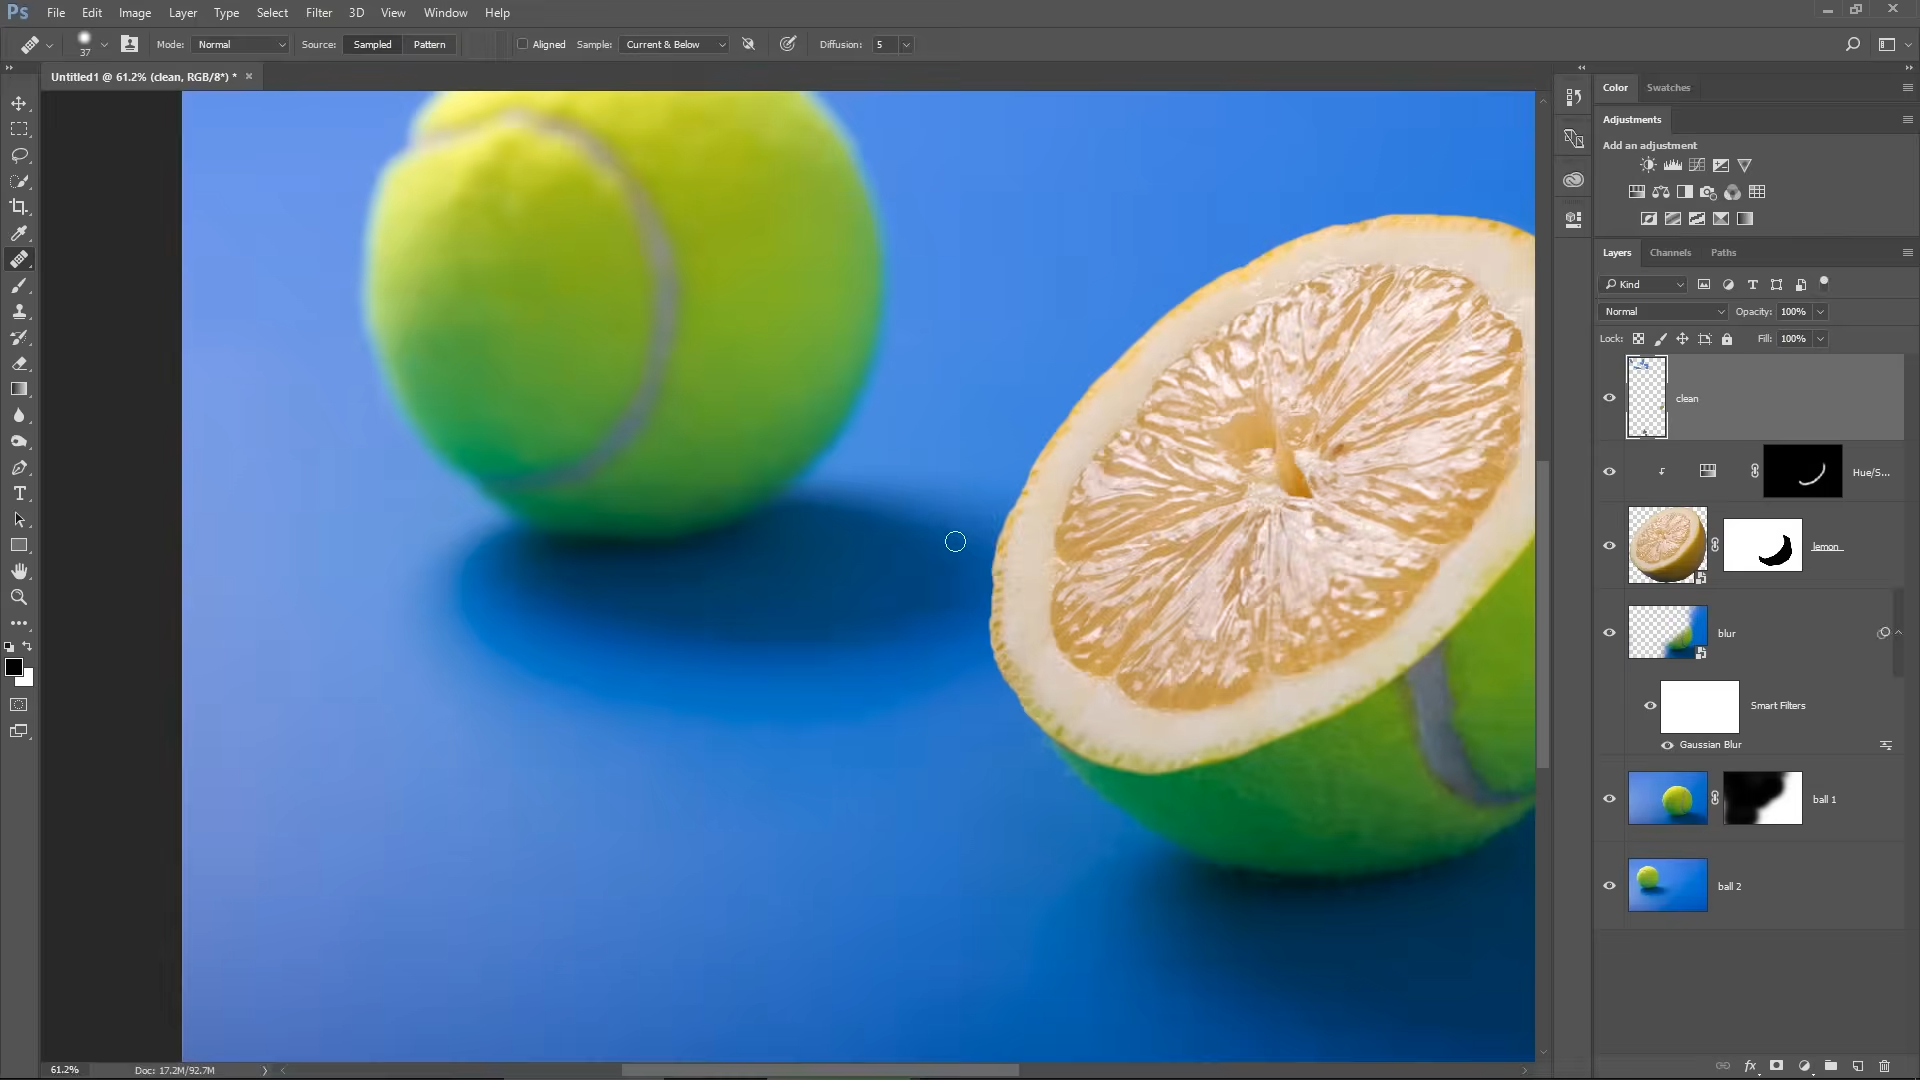 Ps File Edit Image Layer Type Select Filter 3D View Window Help
37 Mode: Normal Source: Sampled Pattern Aligned Sample: Current & Below Diffusion: 5
Untitled1 @ 61.2% (clean, RGB/8*) * ×
Color Swatches
Adjustments
Add an adjustment
Layers Channels Paths
Kind
Normal Opacity: 100%
Lock: Fill: 100%
clean
Hue/S...
lemon
blur
Smart Filters
Gaussian Blur
ball 1
ball 2
61.2% Doc: 17.2M/92.7M
fx